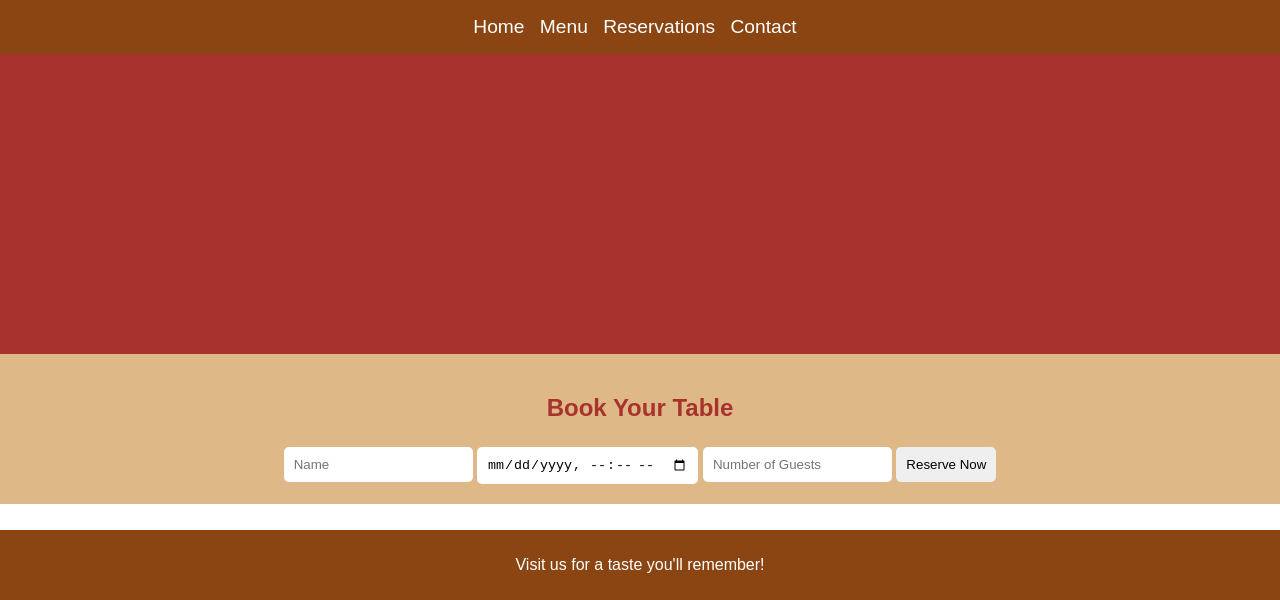 Home Menu Reservations Contact
Book Your Table
Name mm/dd/yyyy, --:-- -- Number of Guests Reserve Now
Visit us for a taste you'll remember!